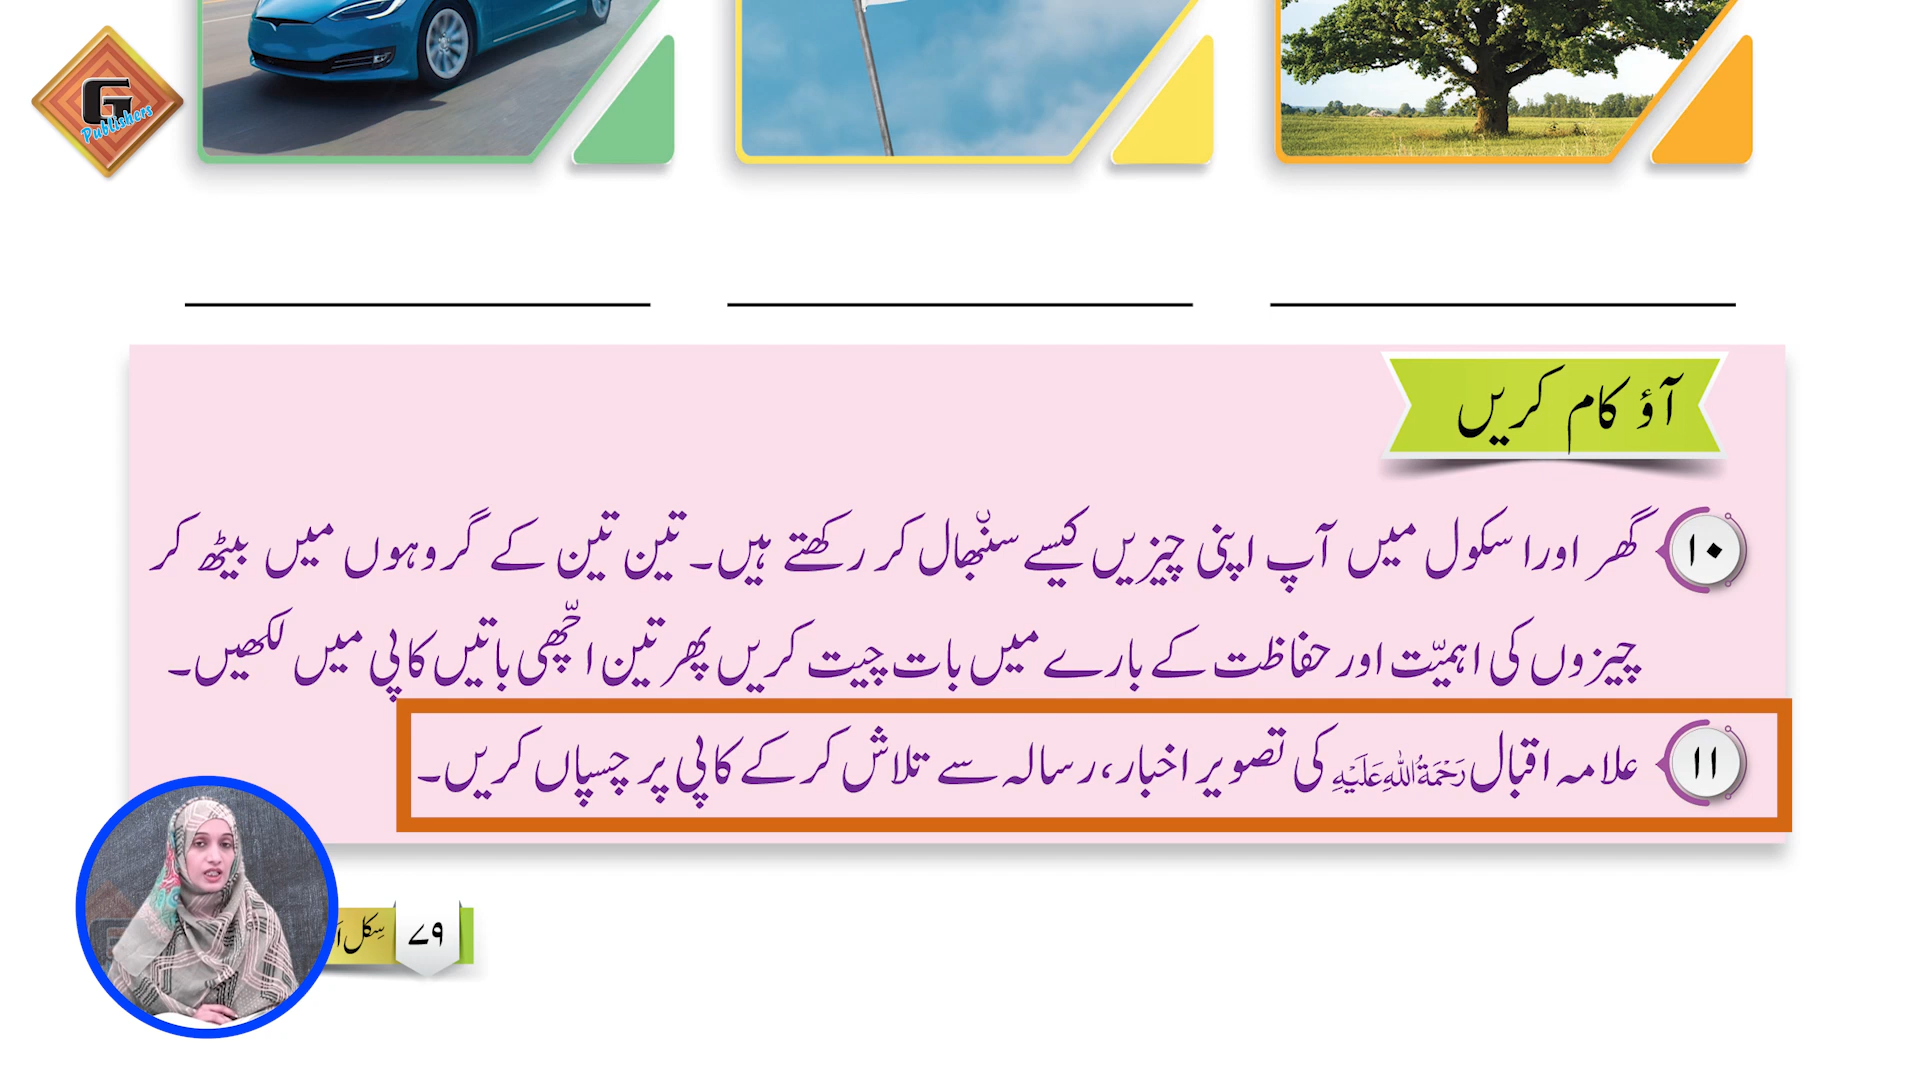 G
Publishers
آؤ کام کریں
۱۰ گھر اور اسکول میں آپ اپنی چیزیں کیسے سنبھال کر رکھتے ہیں۔ تین تین کے گروہوں میں بیٹھ کر
چیزوں کی اہمیّت اور حفاظت کے بارے میں بات چیت کریں پھر تین اچّھی باتیں کاپی میں لکھیں۔
۱۱ علامہ اقبال رَحْمَةُ اللهِ عَلَيْهِ کی تصویر اخبار، رسالہ سے تلاش کر کے کاپی پر چسپاں کریں۔
۷۹ سِکل